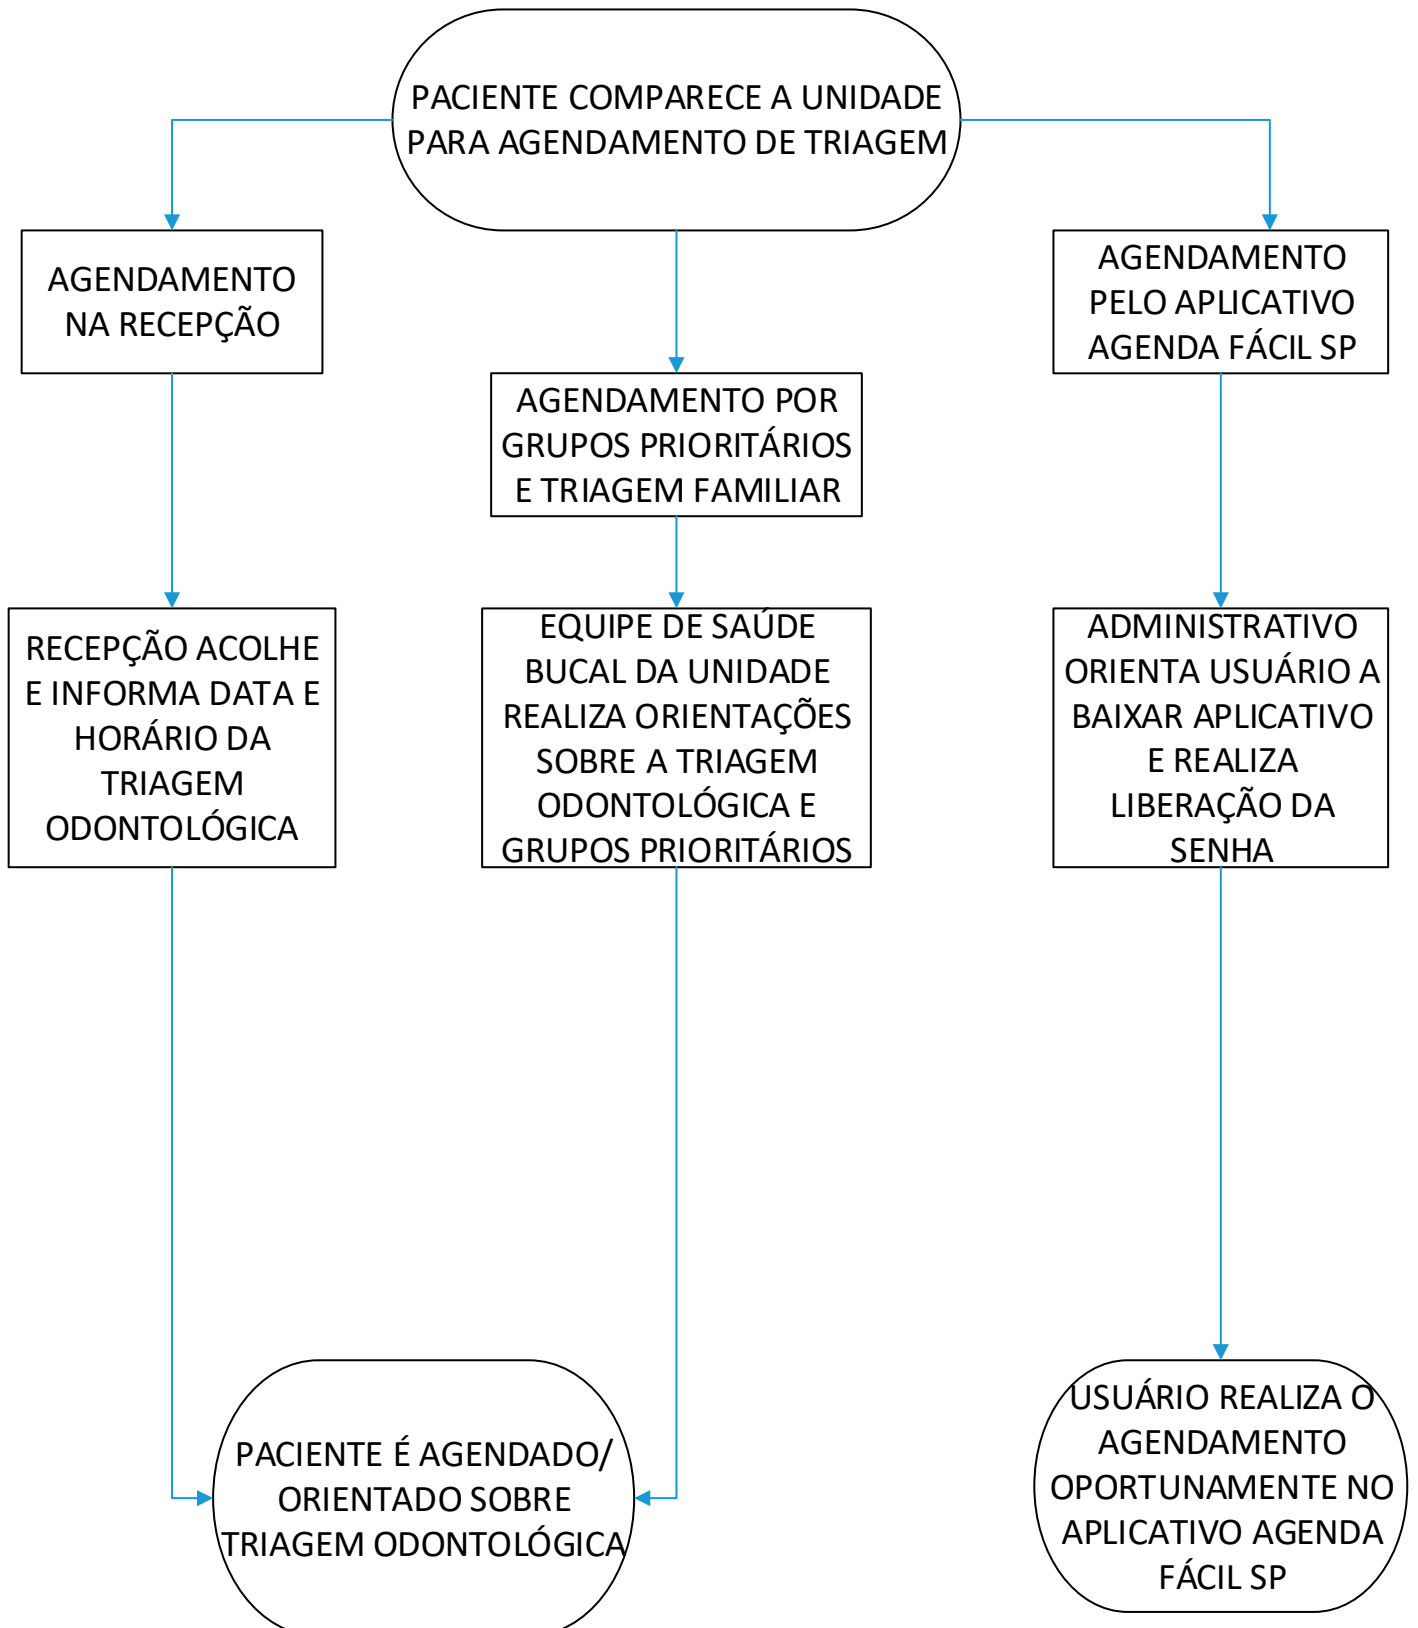 PACIENTE COMPARECE A UNIDADE
PARA AGENDAMENTO DE TRIAGEM
AGENDAMENTO
NA RECEPÇÃO
AGENDAMENTO POR
GRUPOS PRIORITÁRIOS
E TRIAGEM FAMILIAR
AGENDAMENTO
PELO APLICATIVO
AGENDA FÁCIL SP
RECEPÇÃO ACOLHE
E INFORMA DATA E
HORÁRIO DA
TRIAGEM
ODONTOLÓGICA
EQUIPE DE SAÚDE
BUCAL DA UNIDADE
REALIZA ORIENTAÇÕES
SOBRE A TRIAGEM
ODONTOLÓGICA E
GRUPOS PRIORITÁRIOS
ADMINISTRATIVO
ORIENTA USUÁRIO A
BAIXAR APLICATIVO
E REALIZA
LIBERAÇÃO DA
SENHA
PACIENTE É AGENDADO/
ORIENTADO SOBRE
TRIAGEM ODONTOLÓGICA
USUÁRIO REALIZA O
AGENDAMENTO
OPORTUNAMENTE NO
APLICATIVO AGENDA
FÁCIL SP